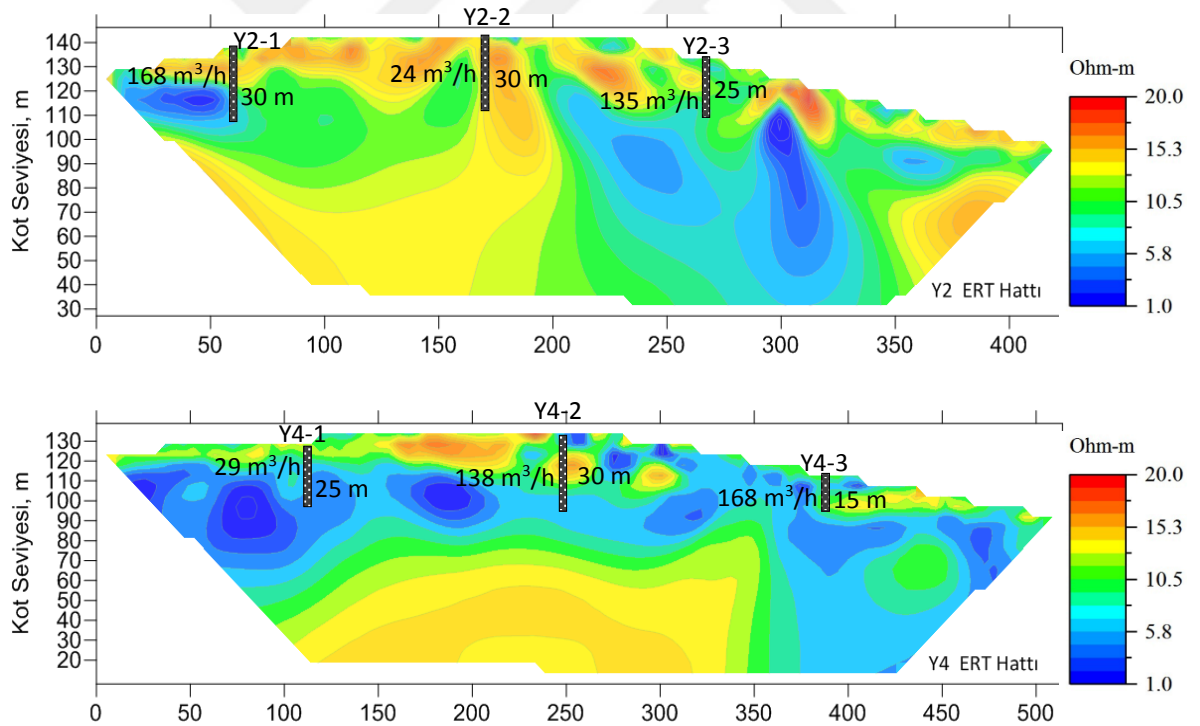 Y2-2
Y2-1
Y2-3
140
130
120
110
100
90
80
70
60
50
40
30
Kot Seviyesi, m
168 m³/h
30 m
24 m³/h
30 m
135 m³/h
25 m
Ohm-m
20.0
15.3
10.5
5.8
1.0
Y2 ERT Hattı
0 50 100 150 200 250 300 350 400
Y4-2
Y4-1
Y4-3
130
120
110
100
90
80
70
60
50
40
30
20
Kot Seviyesi, m
29 m³/h
25 m
138 m³/h
30 m
168 m³/h
15 m
Ohm-m
20.0
15.3
10.5
5.8
1.0
Y4 ERT Hattı
0 50 100 150 200 250 300 350 400 450 500